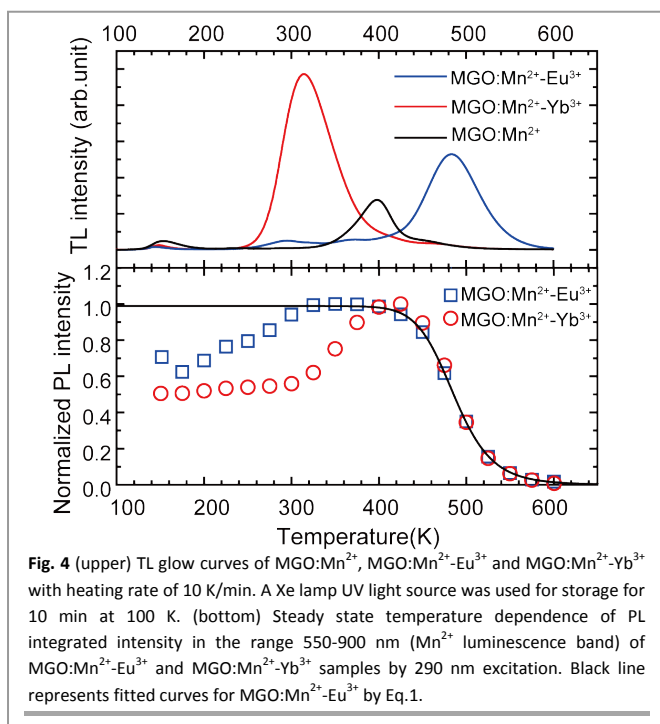 100 200 300 400 500 600
TL intensity (arb.unit)
MGO:Mn²⁺-Eu³⁺
MGO:Mn²⁺-Yb³⁺
MGO:Mn²⁺
Normalized PL intensity
1.2
1.0
0.8
0.6
0.4
0.2
0.0
MGO:Mn²⁺-Eu³⁺
MGO:Mn²⁺-Yb³⁺
100 200 300 400 500 600
Temperature(K)
Fig. 4 (upper) TL glow curves of MGO:Mn²⁺, MGO:Mn²⁺-Eu³⁺ and MGO:Mn²⁺-Yb³⁺
with heating rate of 10 K/min. A Xe lamp UV light source was used for storage for
10 min at 100 K. (bottom) Steady state temperature dependence of PL
integrated intensity in the range 550-900 nm (Mn²⁺ luminescence band) of
MGO:Mn²⁺-Eu³⁺ and MGO:Mn²⁺-Yb³⁺ samples by 290 nm excitation. Black line
represents fitted curves for MGO:Mn²⁺-Eu³⁺ by Eq.1.